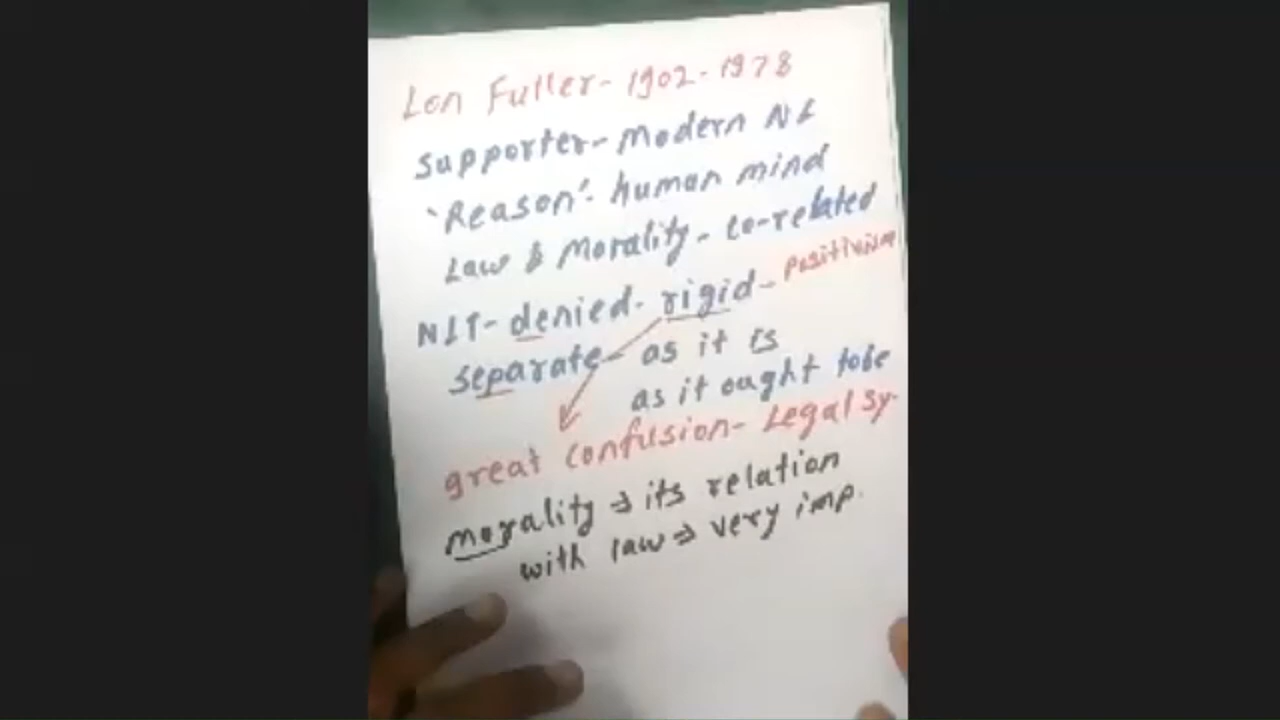 Lon Fuller - 1902 - 1978
Supporter - Modern NL
'Reason' - human mind
Law & Morality - co-related
NLT - denied - rigid - Positivism
separate - as it is
as it ought to be
great confusion - Legal Sy.
morality ⇒ its relation
with law ⇒ very imp.